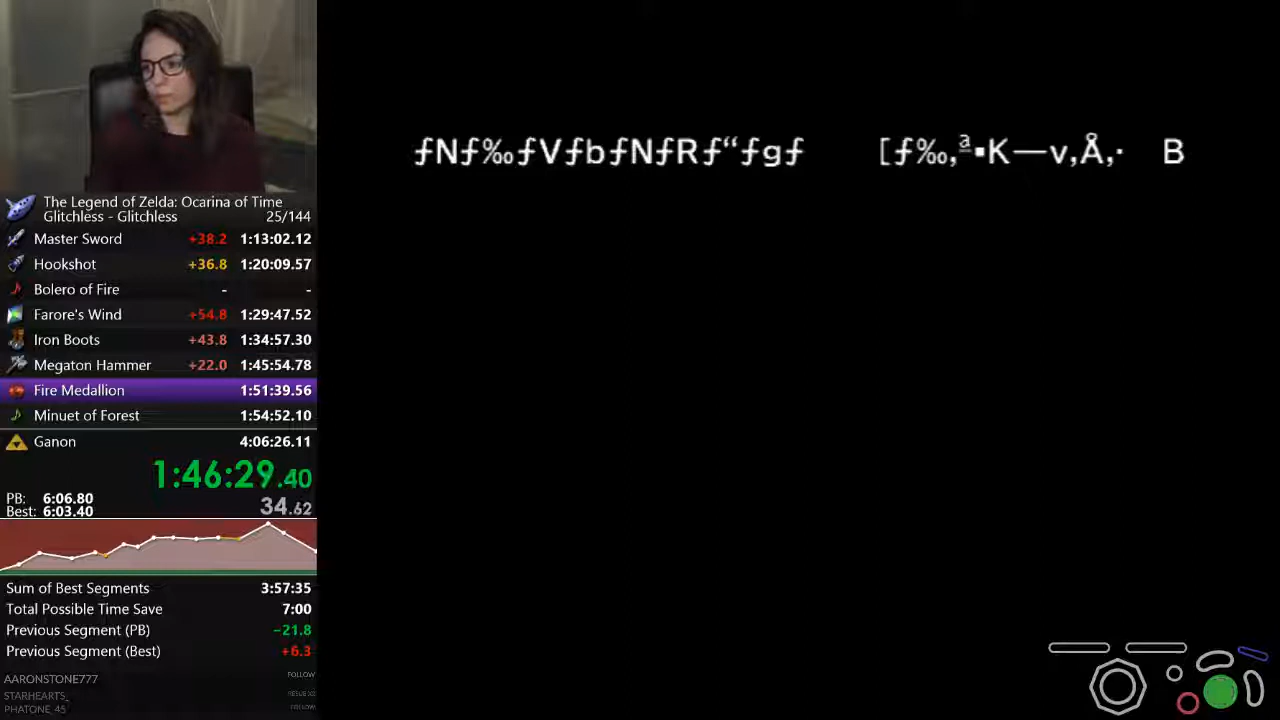 ƒNƒ‰ƒVƒbƒNƒRƒ“ƒgƒ [ƒ‰‚ª▪K—v‚Å‚· B
The Legend of Zelda: Ocarina of Time
Glitchless - Glitchless 25/144
Master Sword +38.2 1:13:02.12
Hookshot +36.8 1:20:09.57
Bolero of Fire - -
Farore's Wind +54.8 1:29:47.52
Iron Boots +43.8 1:34:57.30
Megaton Hammer +22.0 1:45:54.78
Fire Medallion 1:51:39.56
Minuet of Forest 1:54:52.10
Ganon 4:06:26.11
1:46:29.40
PB: 6:06.80
Best: 6:03.40 34.62
Sum of Best Segments 3:57:35
Total Possible Time Save 7:00
Previous Segment (PB) −21.8
Previous Segment (Best) +6.3
AARONSTONE777 FOLLOW
STARHEARTS_ RESUB X2
PHATONE_45 FOLLOW